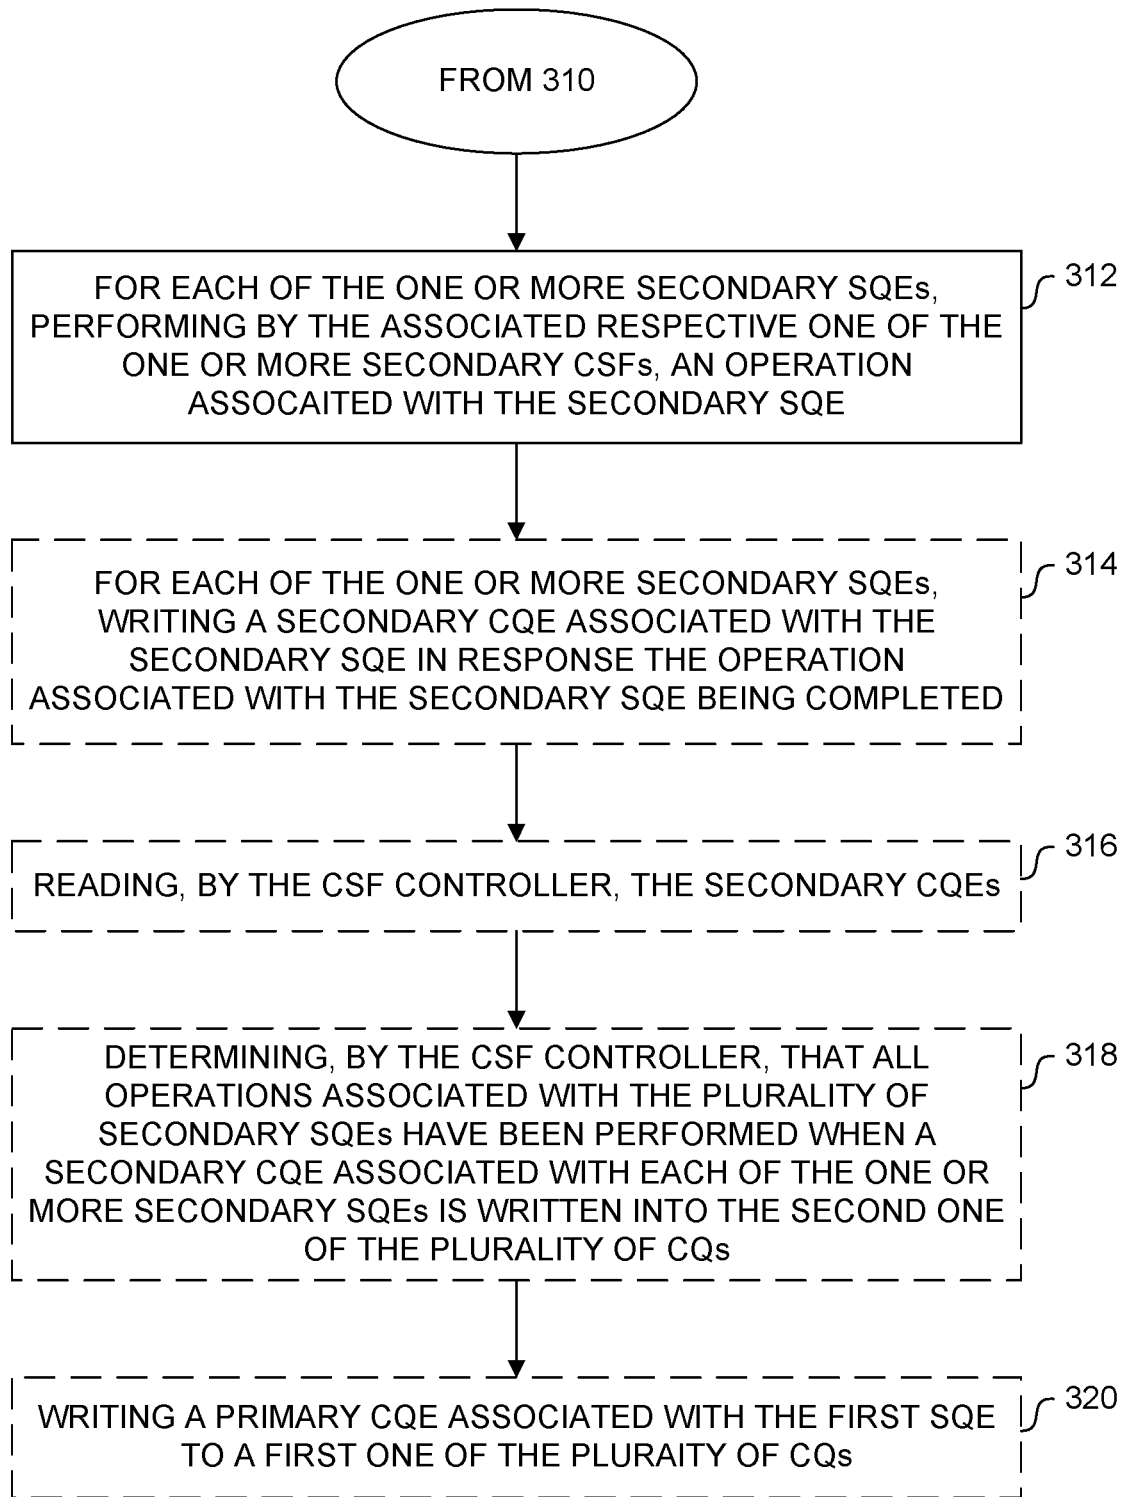 FROM 310
312
FOR EACH OF THE ONE OR MORE SECONDARY SQEs,
PERFORMING BY THE ASSOCIATED RESPECTIVE ONE OF THE
ONE OR MORE SECONDARY CSFs, AN OPERATION
ASSOCAITED WITH THE SECONDARY SQE
314
FOR EACH OF THE ONE OR MORE SECONDARY SQEs,
WRITING A SECONDARY CQE ASSOCIATED WITH THE
SECONDARY SQE IN RESPONSE THE OPERATION
ASSOCIATED WITH THE SECONDARY SQE BEING COMPLETED
316
READING, BY THE CSF CONTROLLER, THE SECONDARY CQEs
318
DETERMINING, BY THE CSF CONTROLLER, THAT ALL
OPERATIONS ASSOCIATED WITH THE PLURALITY OF
SECONDARY SQEs HAVE BEEN PERFORMED WHEN A
SECONDARY CQE ASSOCIATED WITH EACH OF THE ONE OR
MORE SECONDARY SQEs IS WRITTEN INTO THE SECOND ONE
OF THE PLURALITY OF CQs
320
WRITING A PRIMARY CQE ASSOCIATED WITH THE FIRST SQE
TO A FIRST ONE OF THE PLURAITY OF CQs